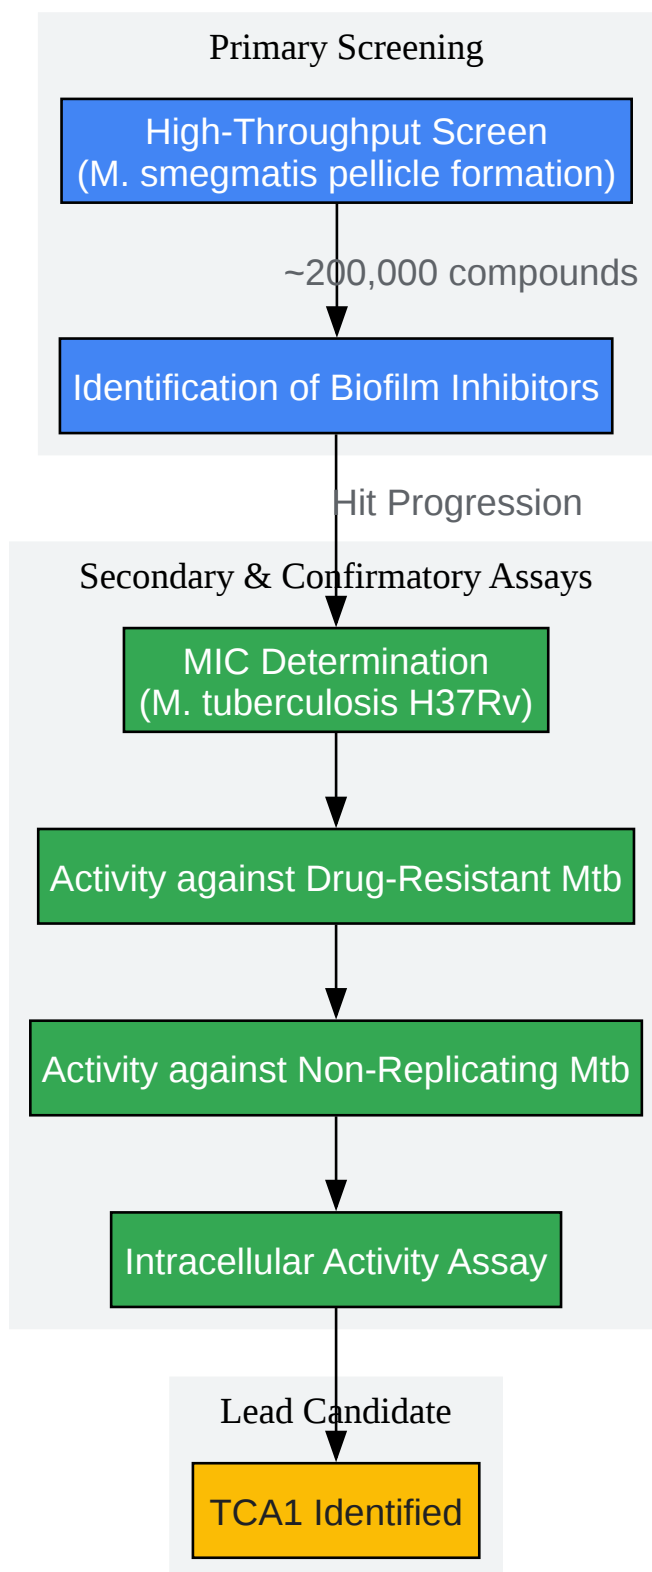 Primary Screening
High-Throughput Screen
(M. smegmatis pellicle formation)
~200,000 compounds
Identification of Biofilm Inhibitors
Hit Progression
Secondary & Confirmatory Assays
MIC Determination
(M. tuberculosis H37Rv)
Activity against Drug-Resistant Mtb
Activity against Non-Replicating Mtb
Intracellular Activity Assay
Lead Candidate
TCA1 Identified